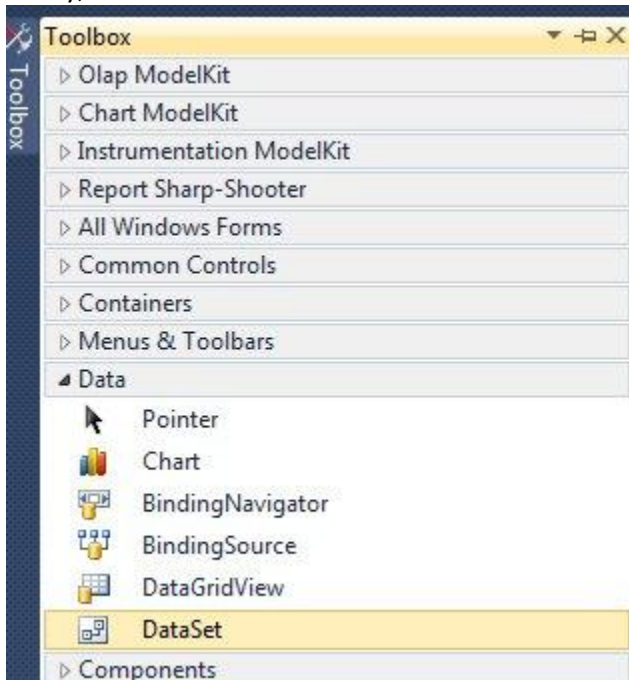 Toolbox
Toolbox
Olap ModelKit
Chart ModelKit
Instrumentation ModelKit
Report Sharp-Shooter
All Windows Forms
Common Controls
Containers
Menus & Toolbars
Data
Pointer
Chart
BindingNavigator
BindingSource
DataGridView
DataSet
Components